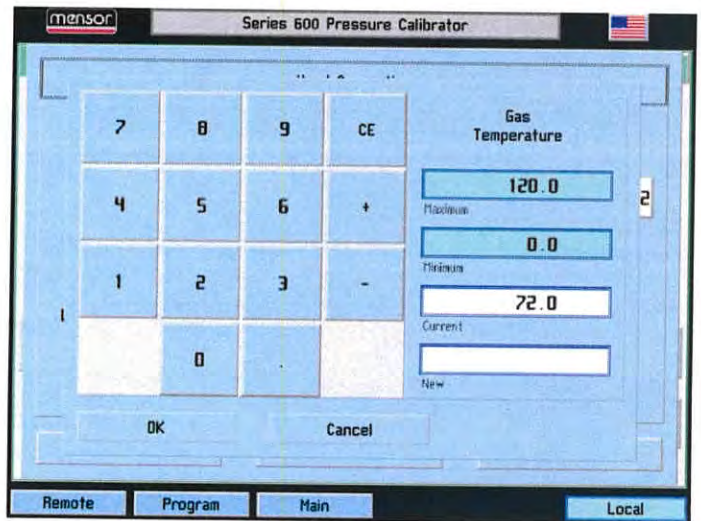 mensor
Series 600 Pressure Calibrator
7 8 9 CE
4 5 6 +
1 2 3 -
0 .
Gas
Temperature
120.0
Maximum
0.0
Minimum
72.0
Current
New
2
OK Cancel
Remote Program Main Local